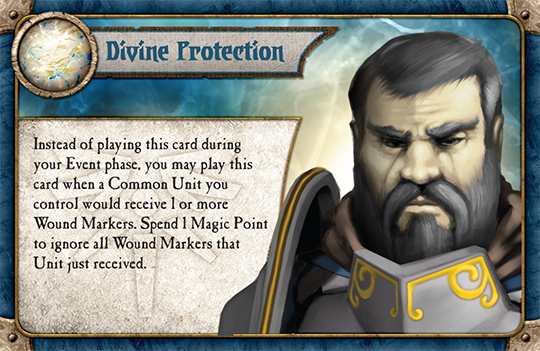 Divine Protection
Instead of playing this card during
your Event phase, you may play this
card when a Common Unit you
control would receive 1 or more
Wound Markers. Spend 1 Magic Point
to ignore all Wound Markers that
Unit just received.